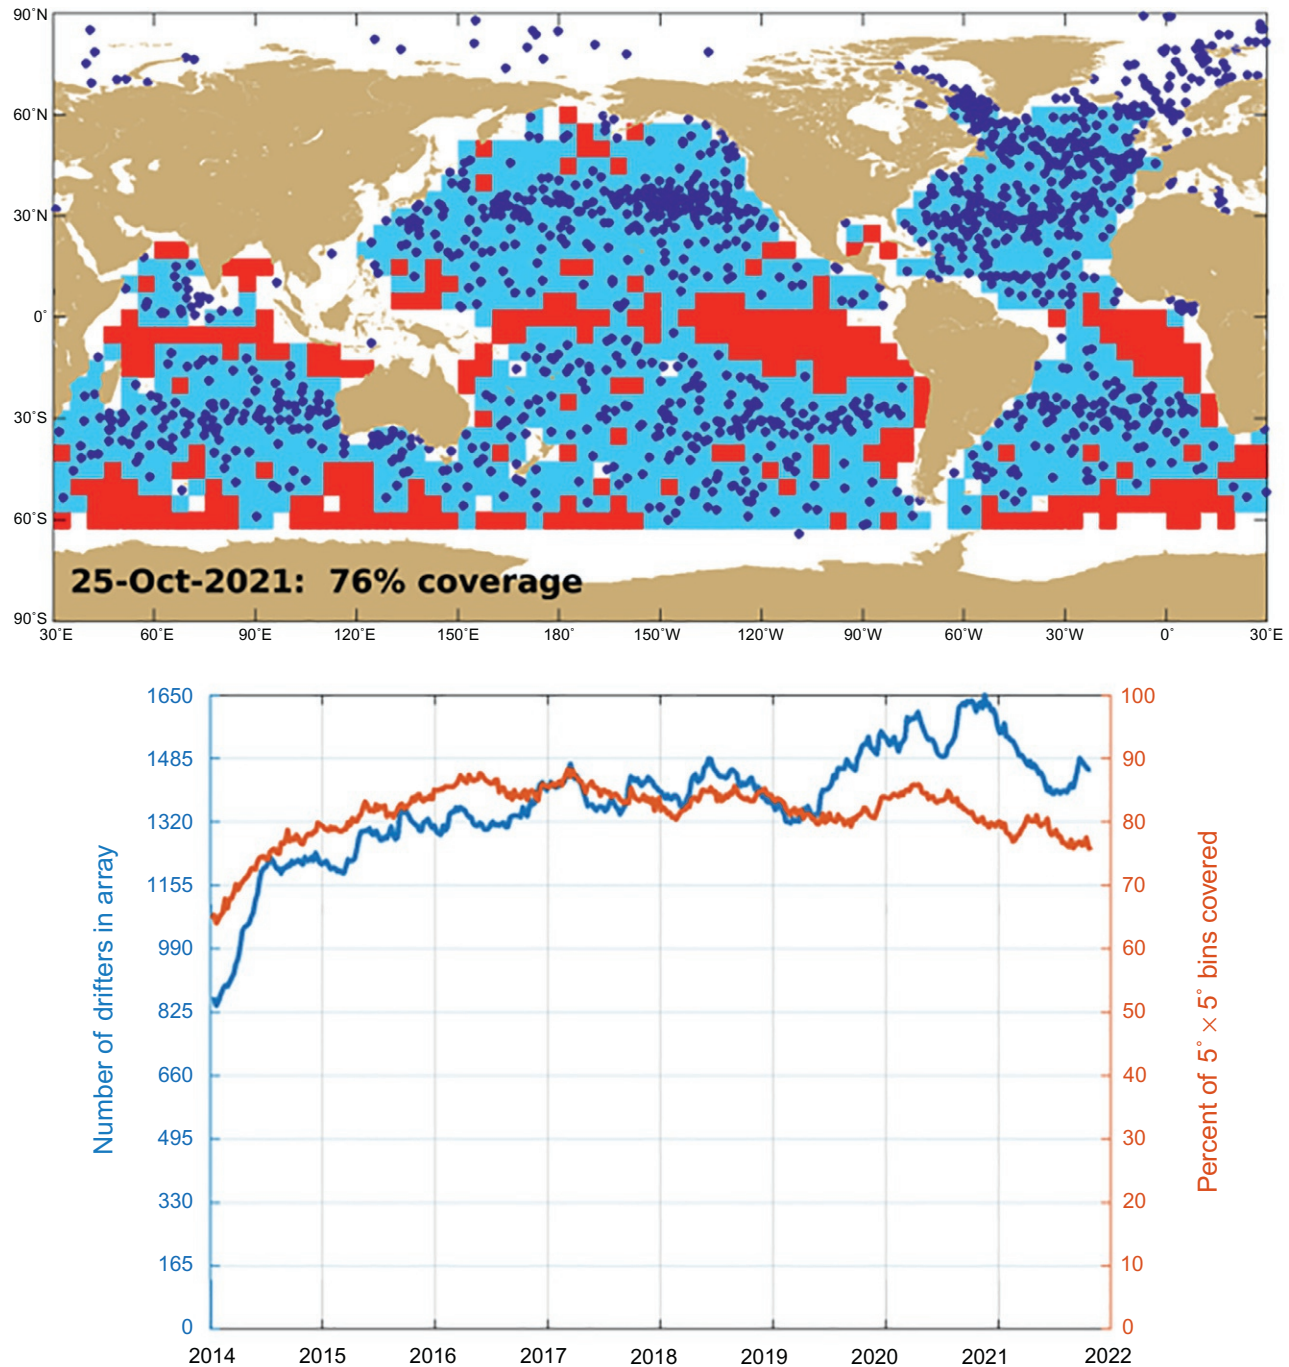 90°N
60°N
30°N
0°
30°S
60°S
90°S
25-Oct-2021: 76% coverage
30°E 60°E 90°E 120°E 150°E 180° 150°W 120°W 90°W 60°W 30°W 0° 30°E
Number of drifters in array
1650
1485
1320
1155
990
825
660
495
330
165
0
100
90
80
70
60
50
40
30
20
10
0
Percent of 5° × 5° bins covered
2014 2015 2016 2017 2018 2019 2020 2021 2022